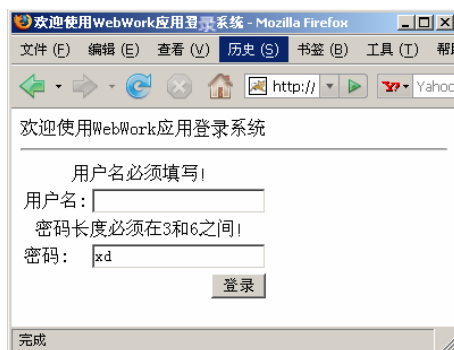 欢迎使用WebWork应用登录系统 - Mozilla Firefox
文件 (F) 编辑 (E) 查看 (V) 历史 (S) 书签 (B) 工具 (T) 帮
http:// Yahoo
欢迎使用WebWork应用登录系统
用户名必须填写!
用户名:
密码长度必须在3和6之间!
密码: xd
登录
完成